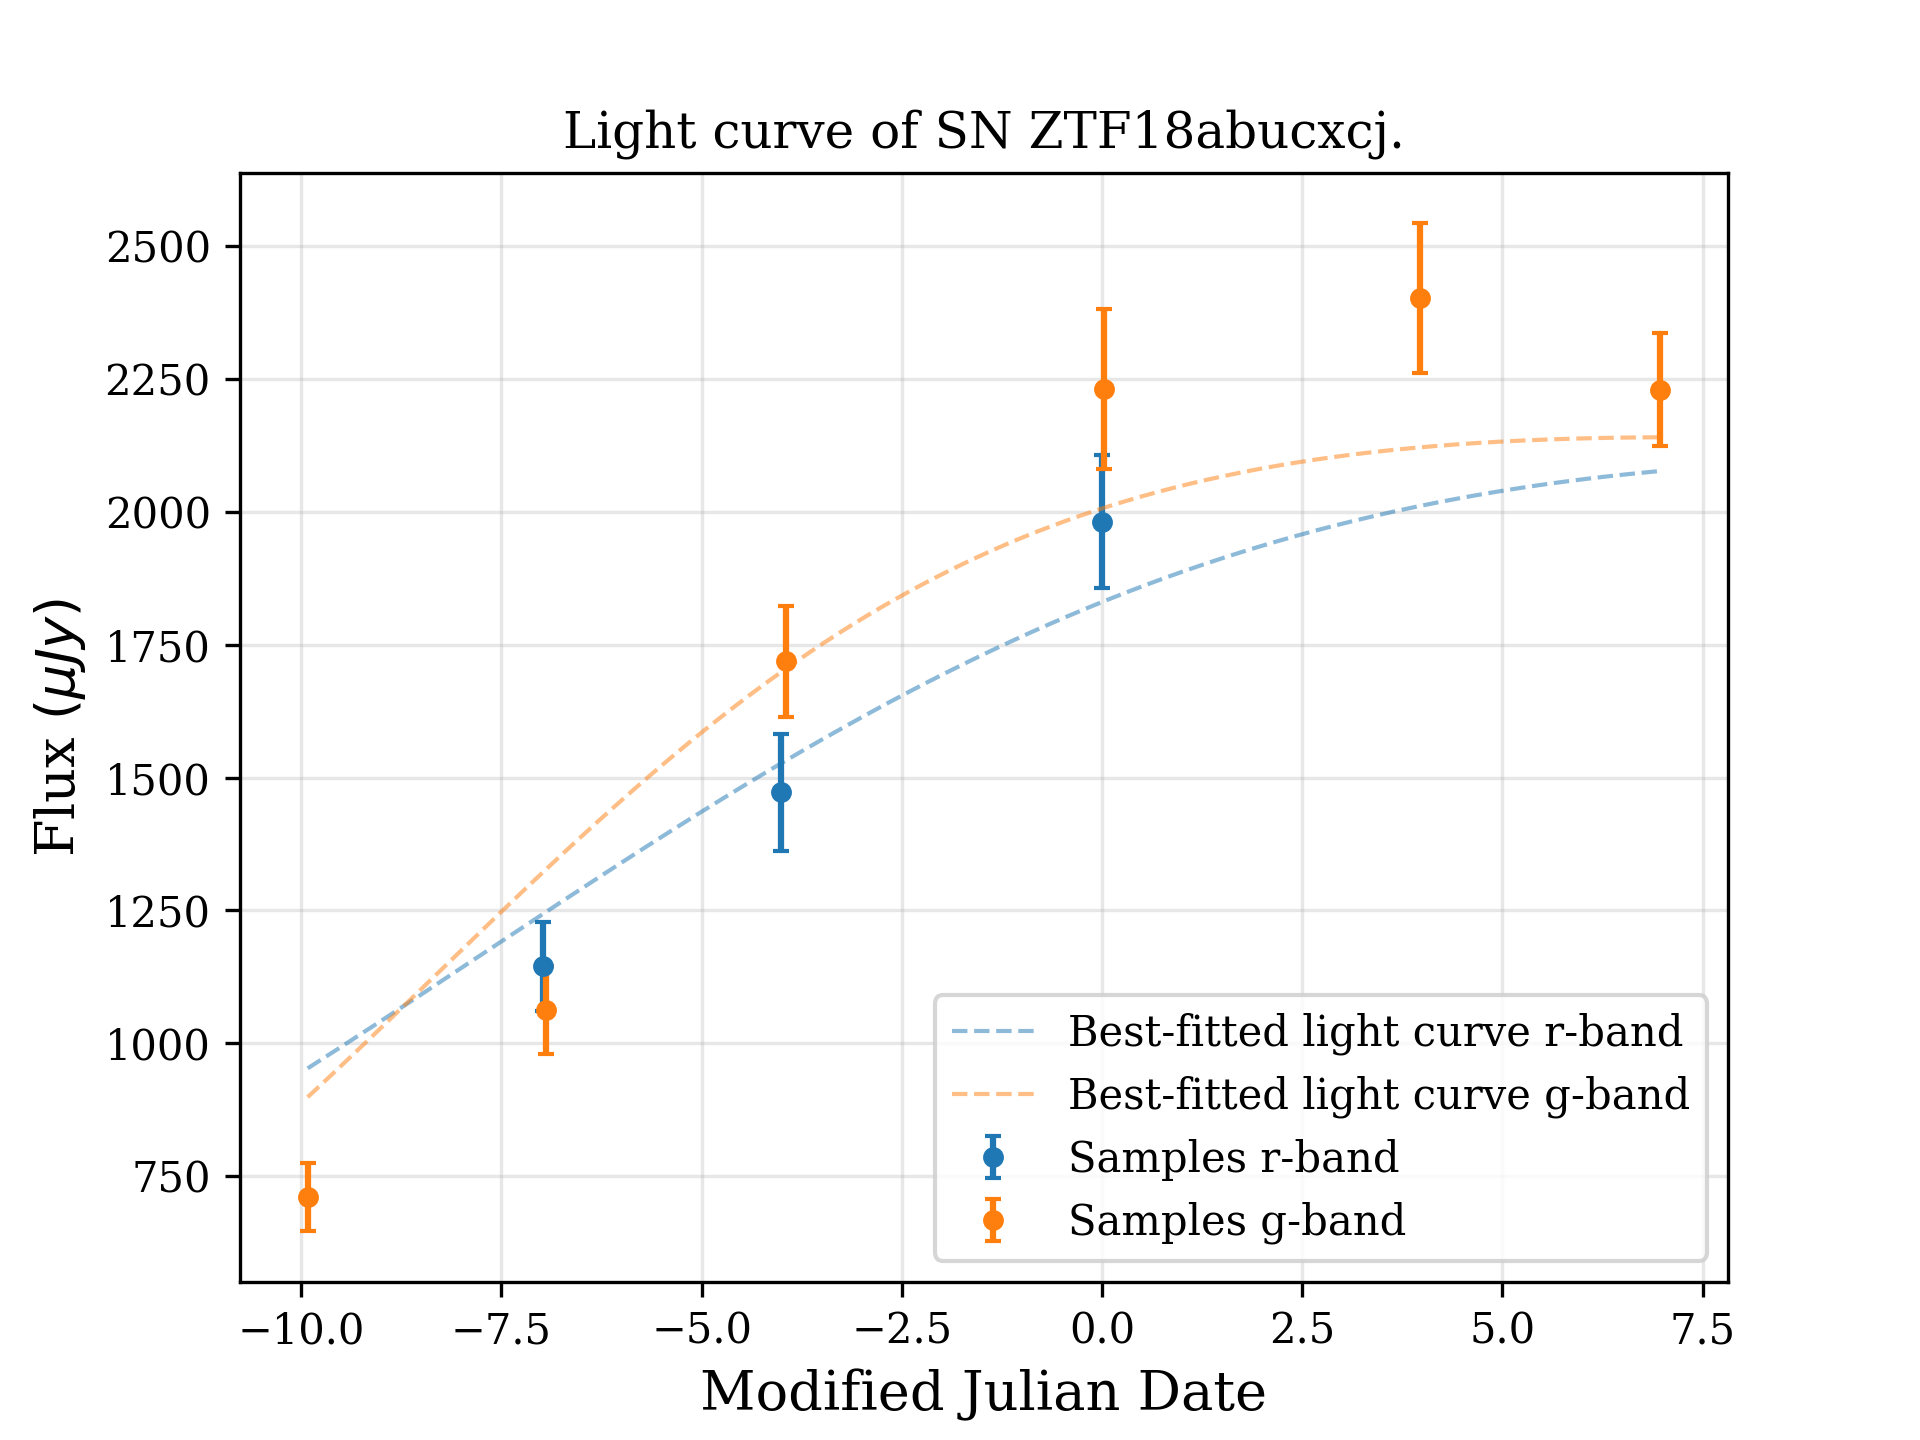 Light curve of SN ZTF18abucxcj.
Flux (μJy)
2500
2250
2000
1750
1500
1250
1000
750
−10.0
−7.5
−5.0
−2.5
0.0
2.5
5.0
7.5
Modified Julian Date
Best-fitted light curve r-band
Best-fitted light curve g-band
Samples r-band
Samples g-band